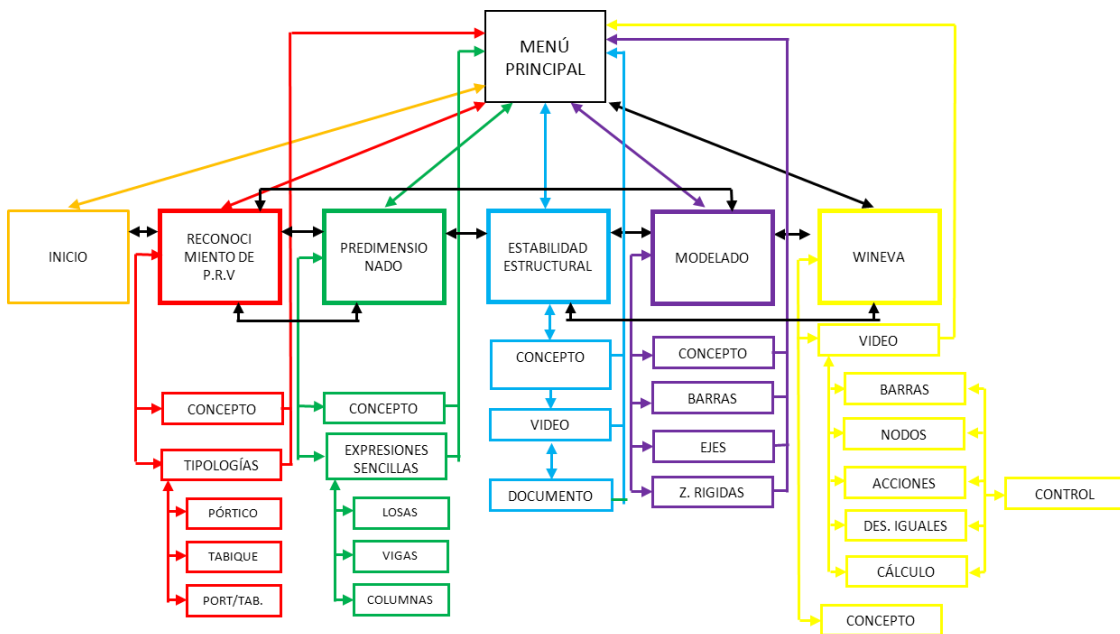 MENÚ
PRINCIPAL
INICIO
RECONOCI
MIENTO DE
P.R.V
PREDIMENSIO
NADO
ESTABILIDAD
ESTRUCTURAL
MODELADO
WINEVA
CONCEPTO
TIPOLOGÍAS
PÓRTICO
TABIQUE
PORT/TAB.
CONCEPTO
EXPRESIONES
SENCILLAS
LOSAS
VIGAS
COLUMNAS
CONCEPTO
VIDEO
DOCUMENTO
CONCEPTO
BARRAS
EJES
Z. RIGIDAS
VIDEO
BARRAS
NODOS
ACCIONES
DES. IGUALES
CÁLCULO
CONTROL
CONCEPTO